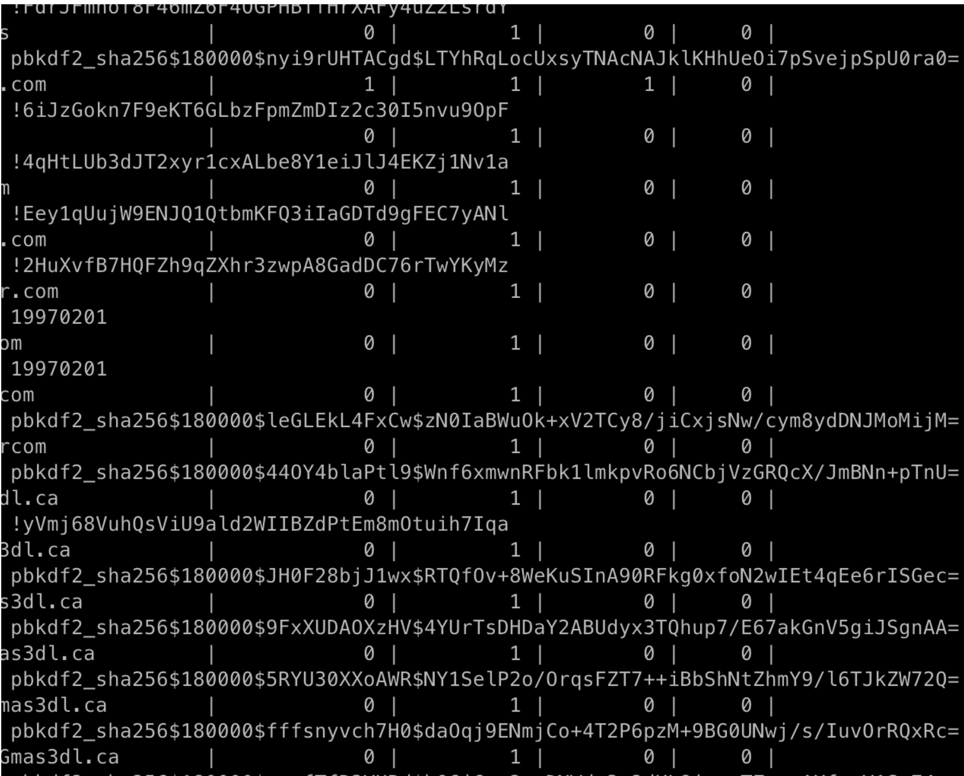 s | 0 | 1 | 0 | 0 |
pbkdf2_sha256$180000$nyi9rUHTACgd$LTYhRqLocUxsyTNAcNAJklKHhUeOi7pSvejpSpU0ra0=
.com | 1 | 1 | 1 | 0 |
!6iJzGokn7F9eKT6GLbzFpmZmDIz2c30I5nvu9OpF
| 0 | 1 | 0 | 0 |
!4qHtLUb3dJT2xyr1cxALbe8Y1eiJlJ4EKZj1Nv1a
m | 0 | 1 | 0 | 0 |
!Eey1qUujW9ENJQ1QtbmKFQ3iIaGDTd9gFEC7yANl
.com | 0 | 1 | 0 | 0 |
!2HuXvfB7HQFZh9qZXhr3zwpA8GadDC76rTwYKyMz
r.com | 0 | 1 | 0 | 0 |
19970201
om | 0 | 1 | 0 | 0 |
19970201
com | 0 | 1 | 0 | 0 |
pbkdf2_sha256$180000$leGLEkL4FxCw$zN0IaBWuOk+xV2TCy8/jiCxjsNw/cym8ydDNJMoMijM=
rcom | 0 | 1 | 0 | 0 |
pbkdf2_sha256$180000$44OY4blaPtl9$Wnf6xmwnRFbk1lmkpvRo6NCbjVzGRQcX/JmBNn+pTnU=
dl.ca | 0 | 1 | 0 | 0 |
!yVmj68VuhQsViU9ald2WIIBZdPtEm8mOtuih7Iqa
3dl.ca | 0 | 1 | 0 | 0 |
pbkdf2_sha256$180000$JH0F28bjJ1wx$RTQfOv+8WeKuSInA90RFkg0xfoN2wIEt4qEe6rISGec=
s3dl.ca | 0 | 1 | 0 | 0 |
pbkdf2_sha256$180000$9FxXUDAOXzHV$4YUrTsDHDaY2ABUdyx3TQhup7/E67akGnV5giJSgnAA=
as3dl.ca | 0 | 1 | 0 | 0 |
pbkdf2_sha256$180000$5RYU30XXoAWR$NY1SelP2o/OrqsFZT7++iBbShNtZhmY9/l6TJkZW72Q=
mas3dl.ca | 0 | 1 | 0 | 0 |
pbkdf2_sha256$180000$fffsnyvch7H0$daOqj9ENmjCo+4T2P6pzM+9BG0UNwj/s/IuvOrRQxRc=
Gmas3dl.ca | 0 | 1 | 0 | 0 |